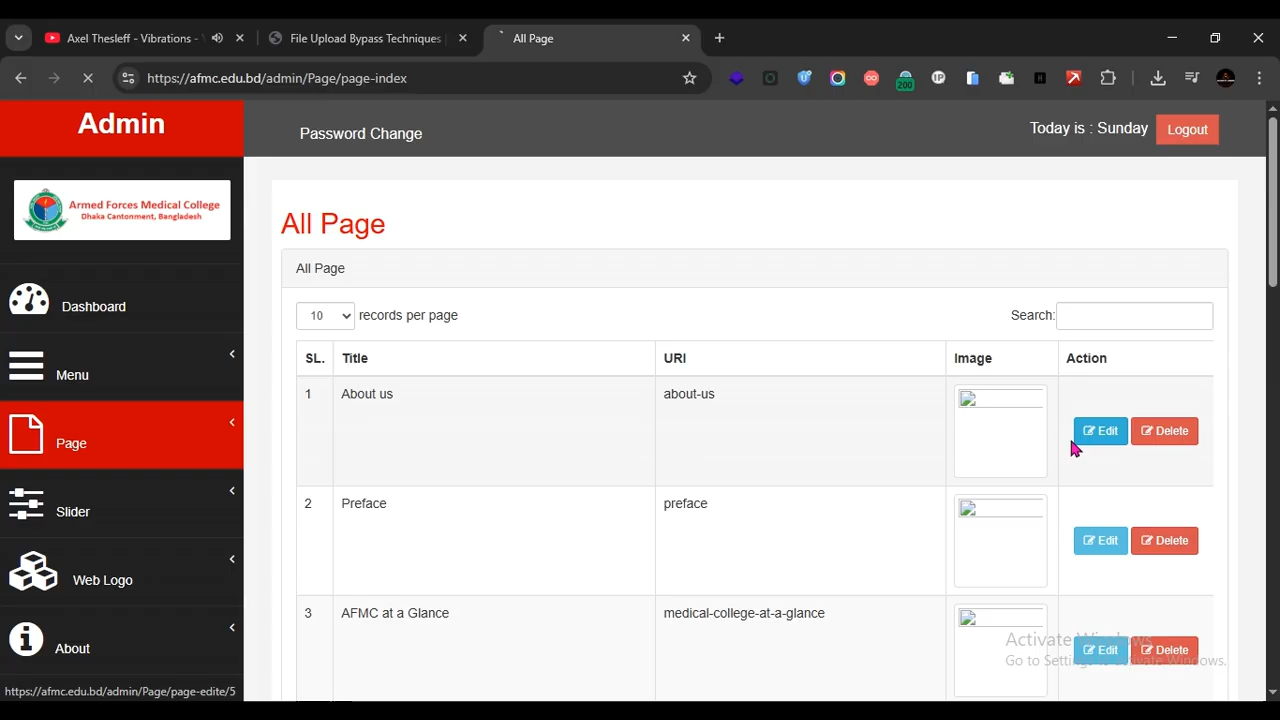 Axel Thesleff - Vibrations -
File Upload Bypass Techniques
All Page
https://afmc.edu.bd/admin/Page/page-index
200
IP
Admin
Password Change
Today is : Sunday
Logout
Armed Forces Medical College
Dhaka Cantonment, Bangladesh
Dashboard
Menu
Page
Slider
Web Logo
About
All Page
All Page
10
records per page
Search:
SL.
Title
URI
Image
Action
1
About us
about-us
Edit
Delete
2
Preface
preface
Edit
Delete
3
AFMC at a Glance
medical-college-at-a-glance
Edit
Delete
Activate Windows
Go to Settings to activate Windows.
https://afmc.edu.bd/admin/Page/page-edite/5